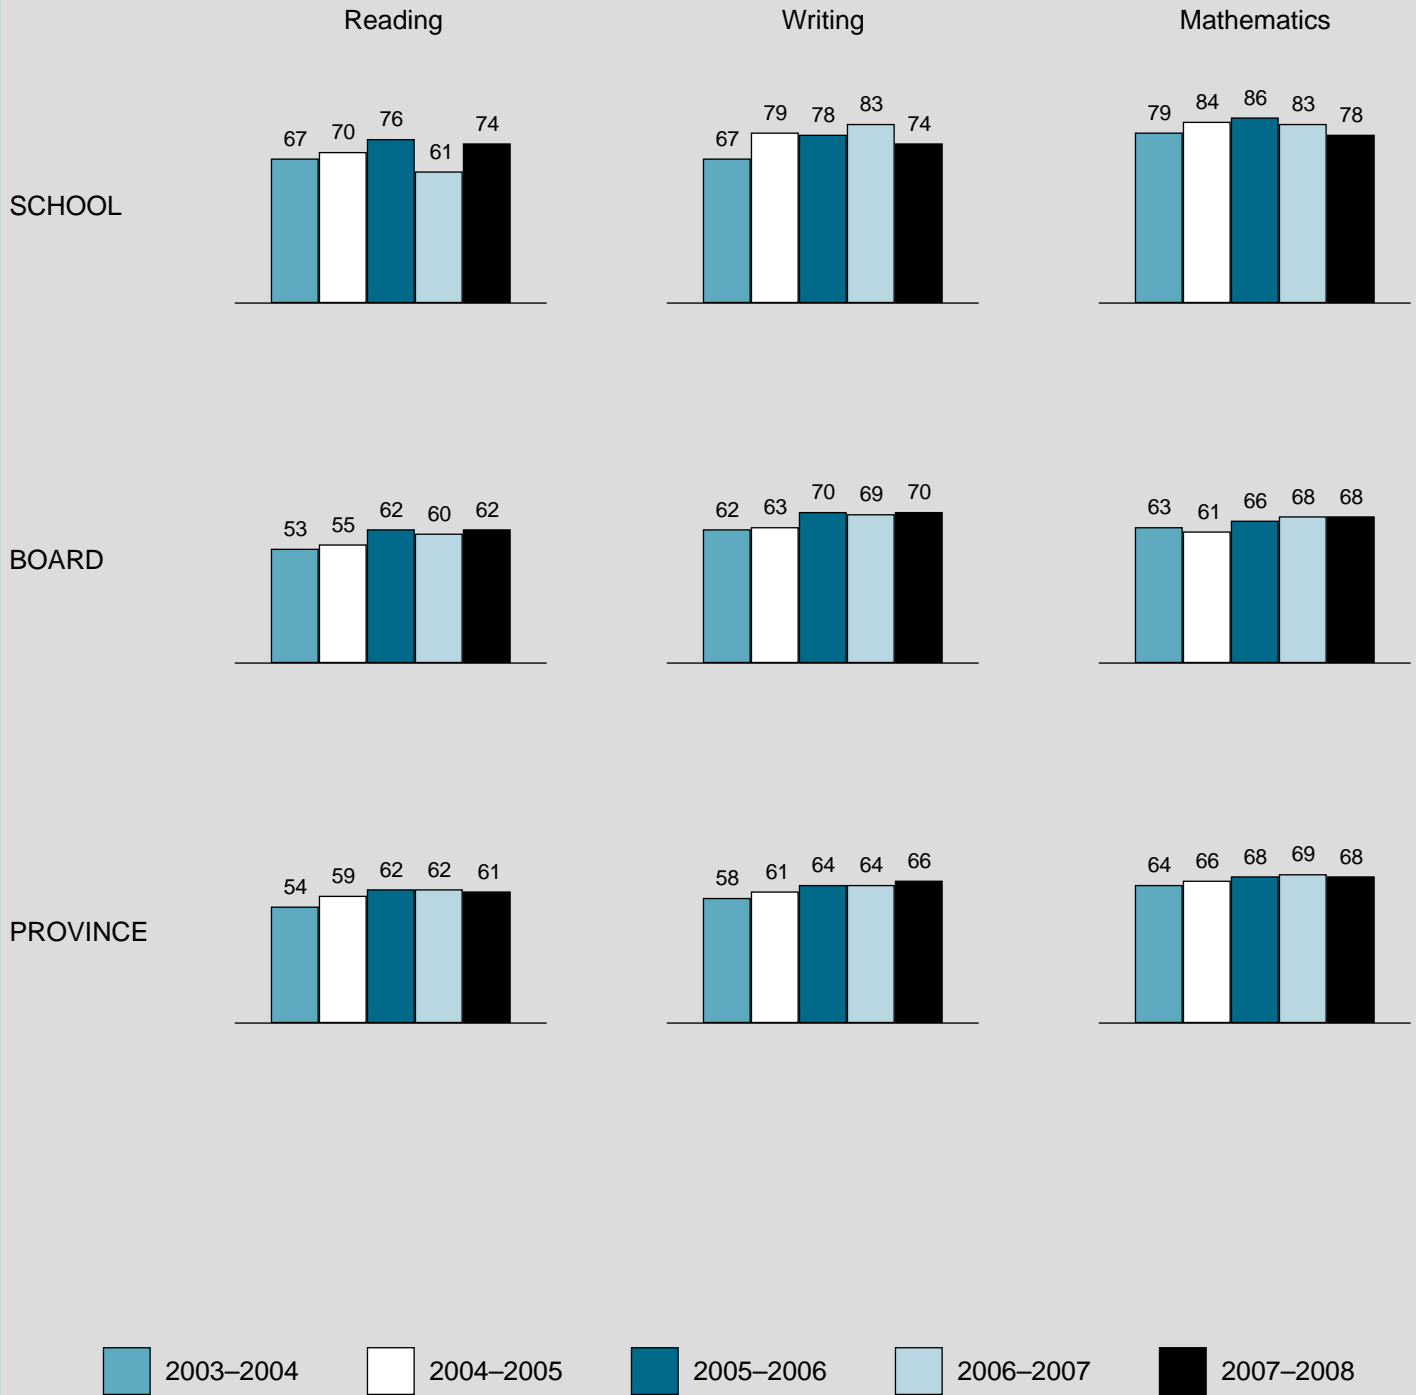 Reading Writing Mathematics
SCHOOL
67 70 76 61 74
67 79 78 83 74
79 84 86 83 78
BOARD
53 55 62 60 62
62 63 70 69 70
63 61 66 68 68
PROVINCE
54 59 62 62 61
58 61 64 64 66
64 66 68 69 68
2003–2004 2004–2005 2005–2006 2006–2007 2007–2008